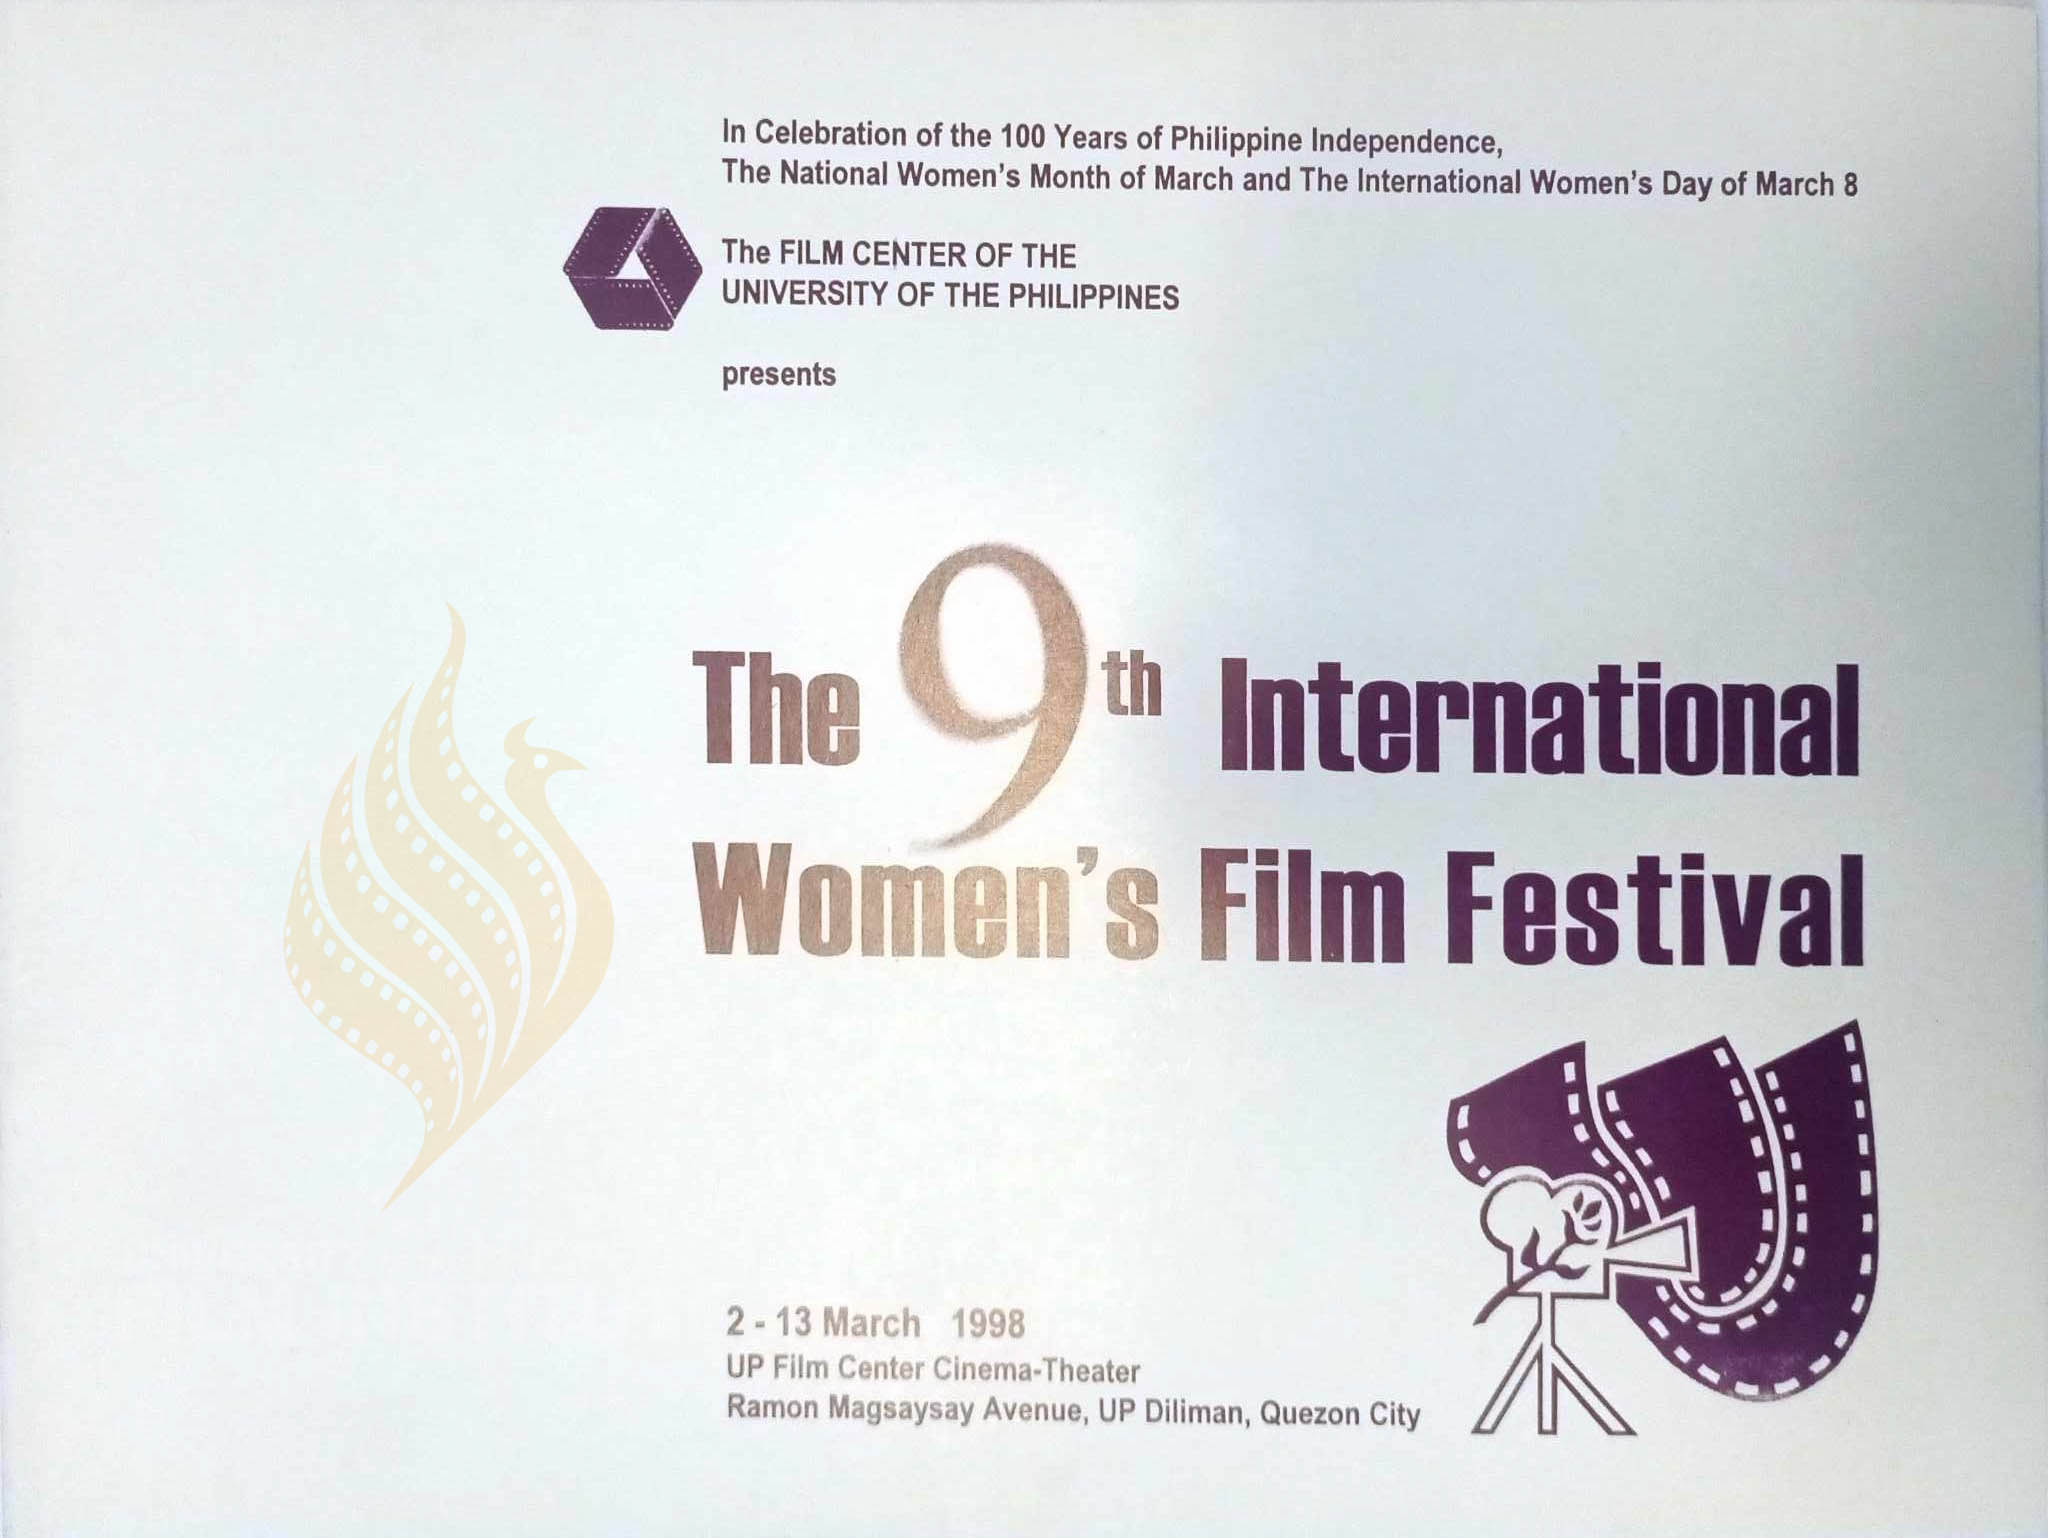 In Celebration of the 100 Years of Philippine Independence,
The National Women's Month of March and The International Women's Day of March 8
The FILM CENTER OF THE
UNIVERSITY OF THE PHILIPPINES
presents
The 9th International
Women's Film Festival
2 - 13 March 1998
UP Film Center Cinema-Theater
Ramon Magsaysay Avenue, UP Diliman, Quezon City